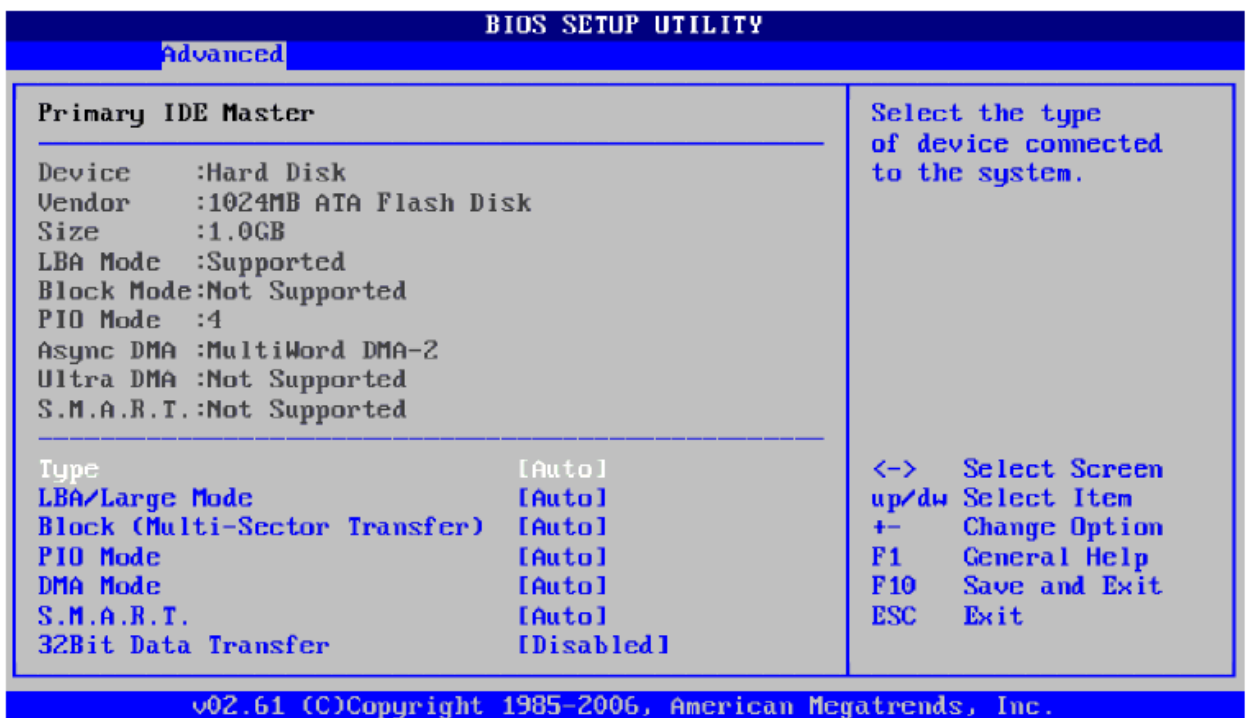 BIOS SETUP UTILITY
Advanced
Primary IDE Master
Device :Hard Disk
Vendor :1024MB ATA Flash Disk
Size :1.0GB
LBA Mode :Supported
Block Mode:Not Supported
PIO Mode :4
Async DMA :MultiWord DMA-2
Ultra DMA :Not Supported
S.M.A.R.T.:Not Supported
Type [Auto]
LBA/Large Mode [Auto]
Block (Multi-Sector Transfer) [Auto]
PIO Mode [Auto]
DMA Mode [Auto]
S.M.A.R.T. [Auto]
32Bit Data Transfer [Disabled]
Select the type
of device connected
to the system.
<-> Select Screen
up/dw Select Item
+- Change Option
F1 General Help
F10 Save and Exit
ESC Exit
v02.61 (C)Copyright 1985-2006, American Megatrends, Inc.